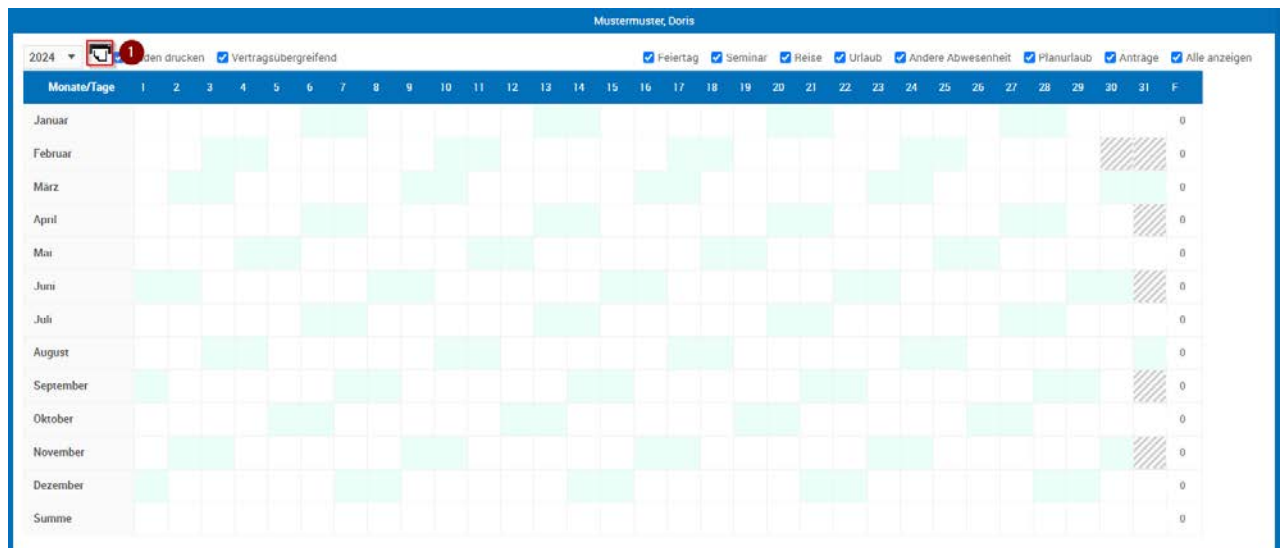 Mustermuster, Doris
2024 1 den drucken Vertragsübergreifend Feiertag Seminar Reise Urlaub Andere Abwesenheit Planurlaub Anträge Alle anzeigen
Monate/Tage 1 2 3 4 5 6 7 8 9 10 11 12 13 14 15 16 17 18 19 20 21 22 23 24 25 26 27 28 29 30 31 F
Januar 0
Februar 0
März 0
April 0
Mai 0
Juni 0
Juli 0
August 0
September 0
Oktober 0
November 0
Dezember 0
Summe 0